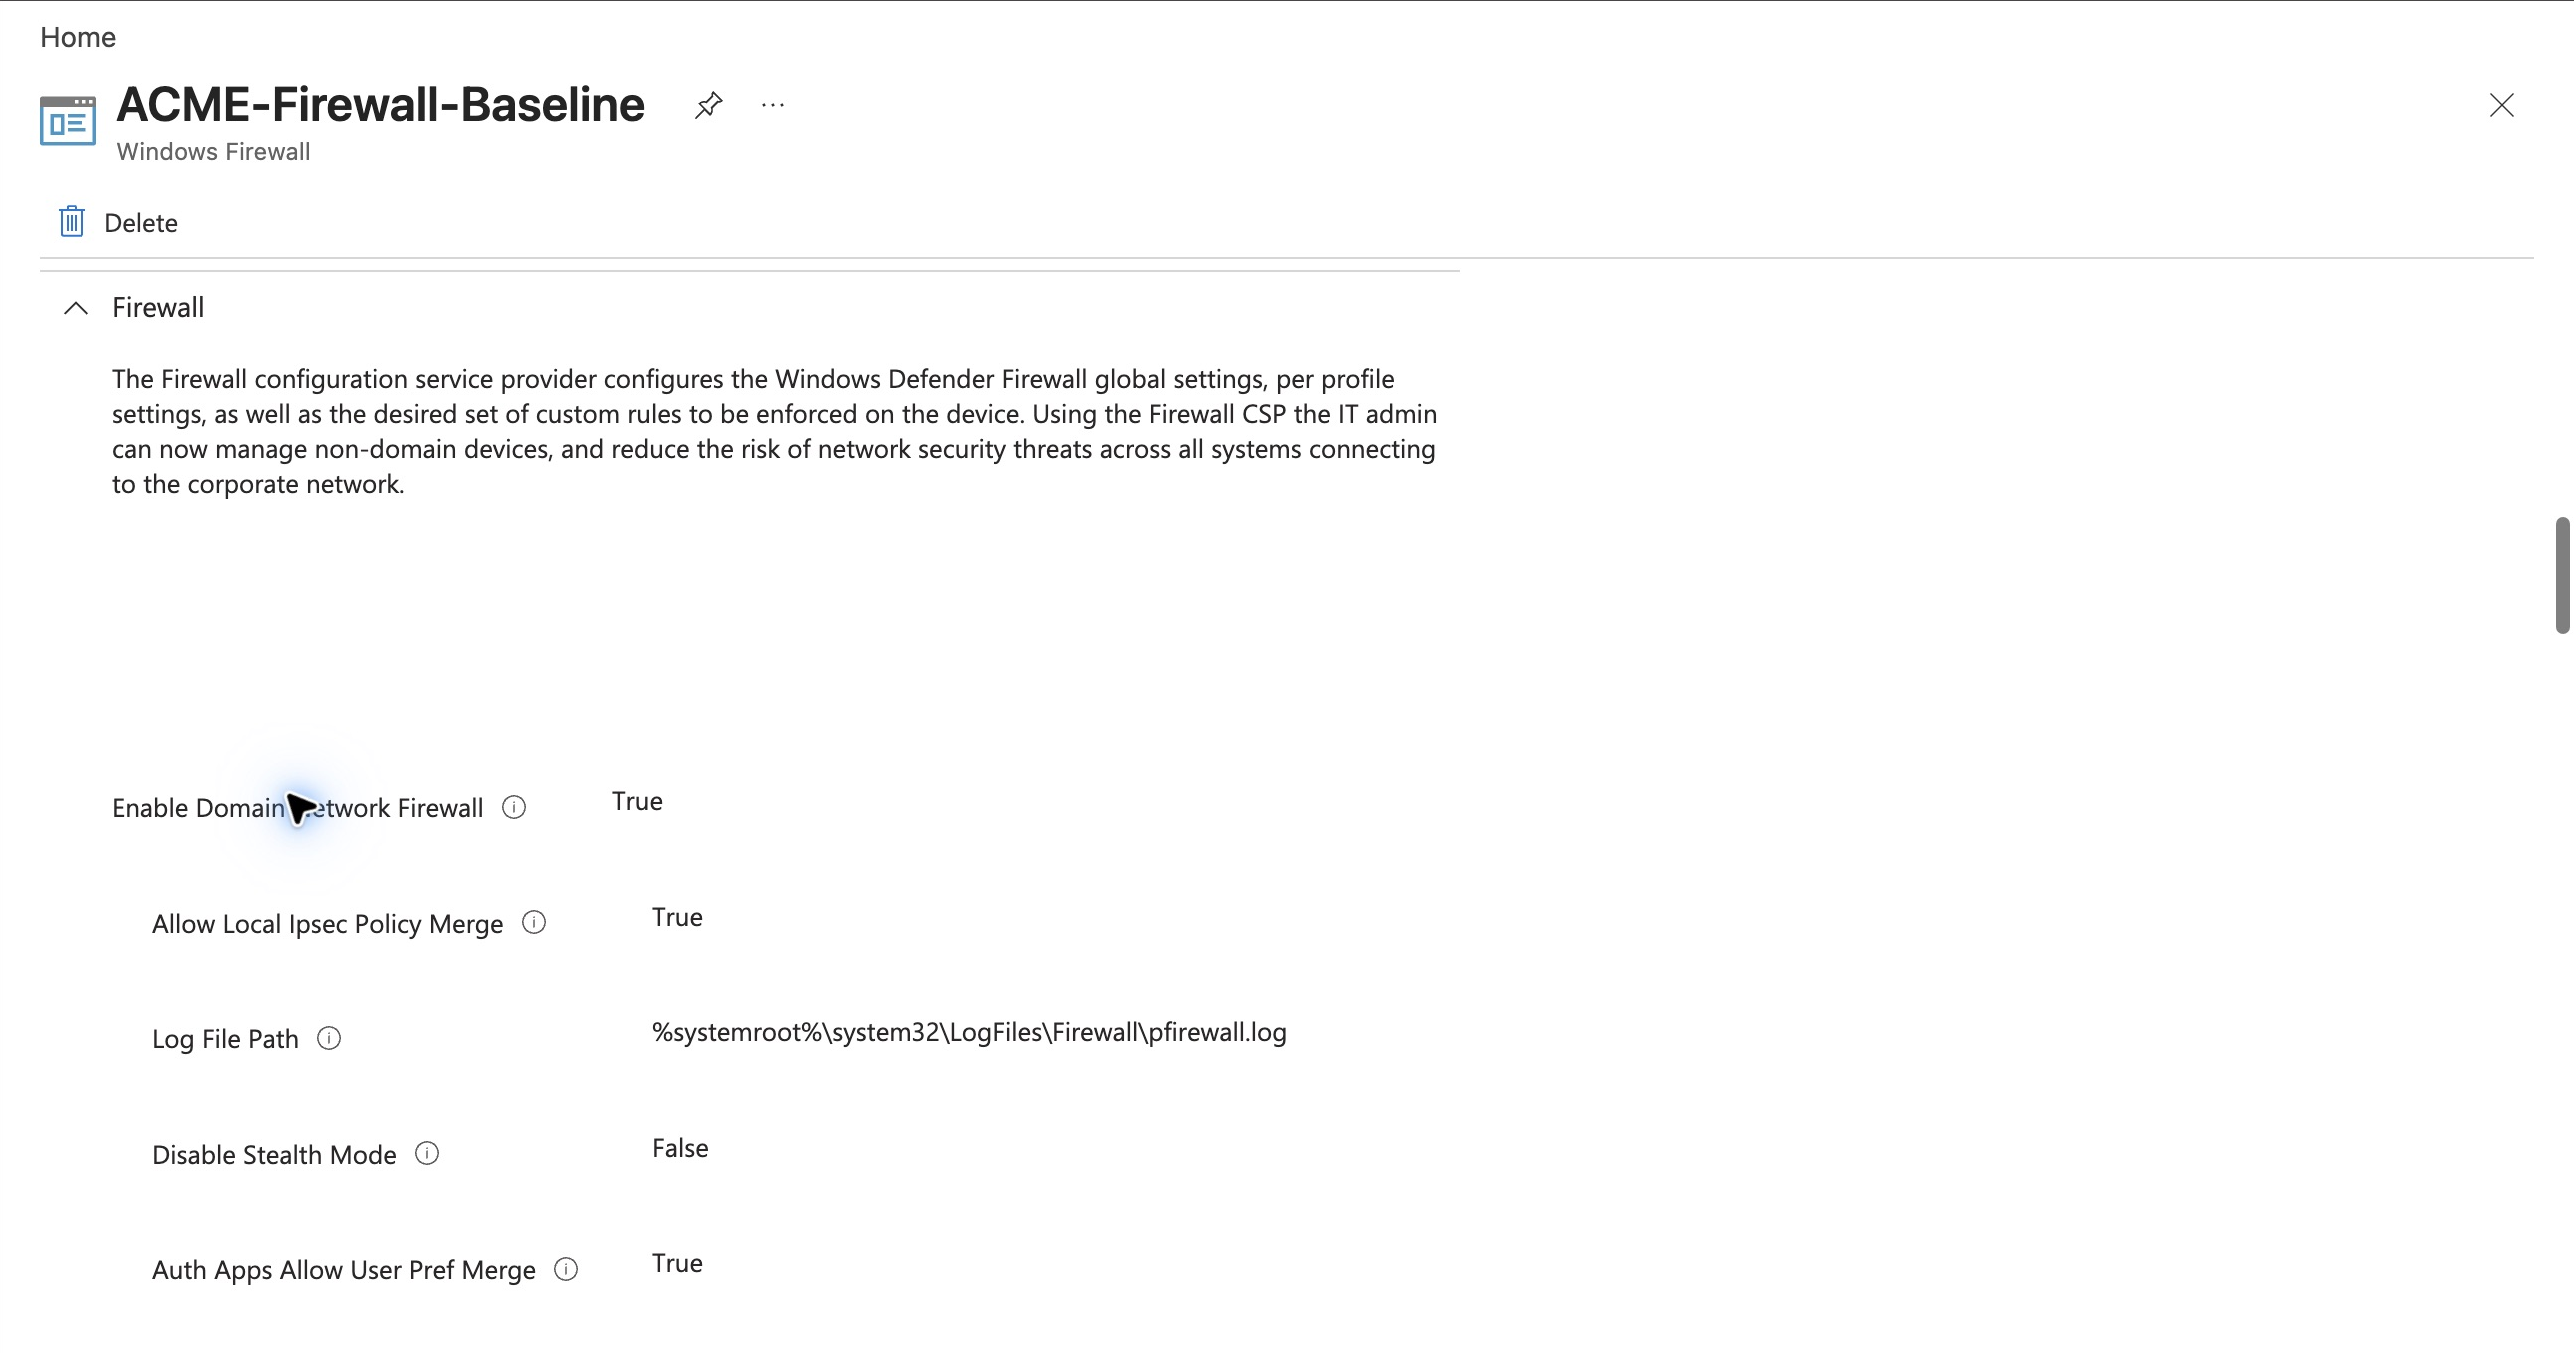 Home
ACME-Firewall-Baseline
Windows Firewall
Delete
Firewall
The Firewall configuration service provider configures the Windows Defender Firewall global settings, per profile
settings, as well as the desired set of custom rules to be enforced on the device. Using the Firewall CSP the IT admin
can now manage non-domain devices, and reduce the risk of network security threats across all systems connecting
to the corporate network.
Enable Domain Network Firewall True
Allow Local Ipsec Policy Merge True
Log File Path %systemroot%\system32\LogFiles\Firewall\pfirewall.log
Disable Stealth Mode False
Auth Apps Allow User Pref Merge True